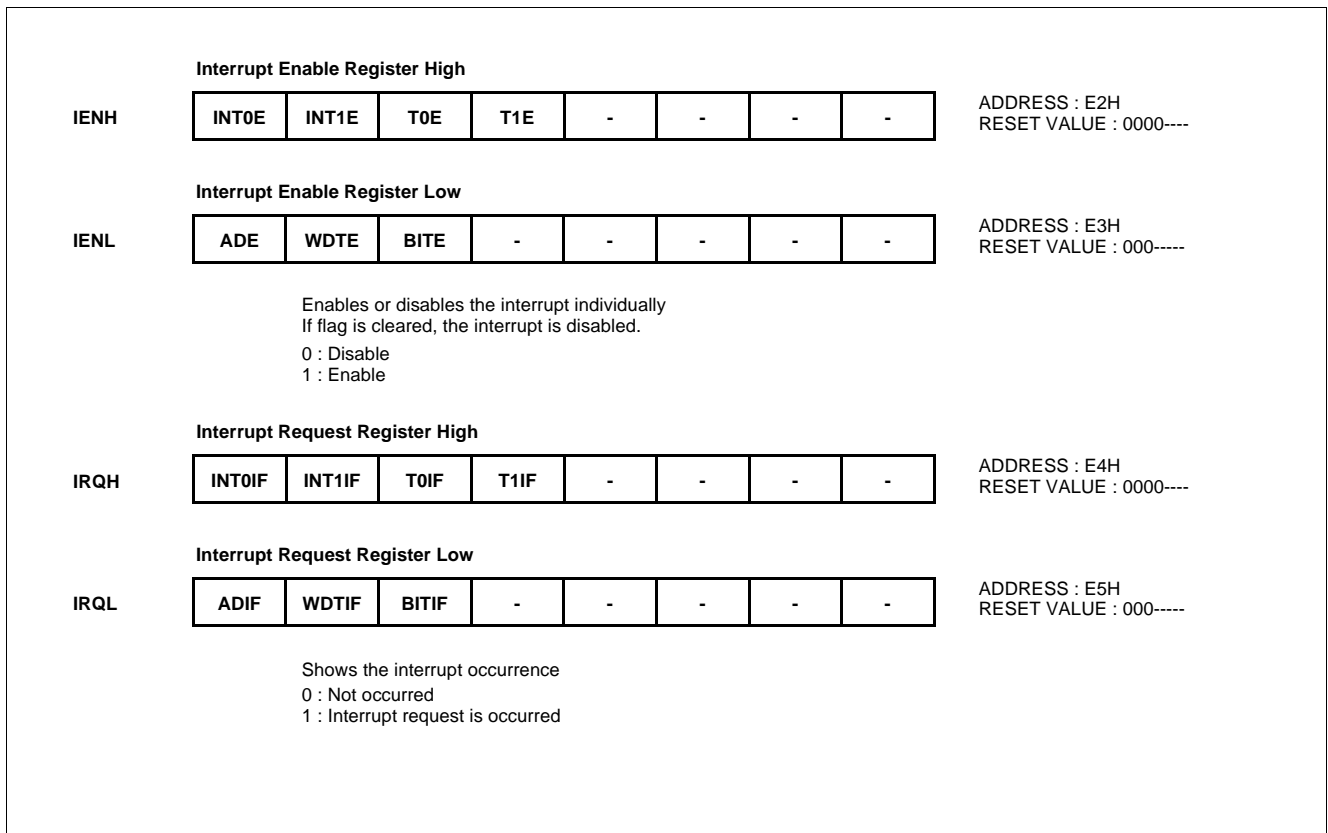 Interrupt Enable Register High
IENH INT0E INT1E T0E T1E - - - - ADDRESS : E2H
RESET VALUE : 0000----
Interrupt Enable Register Low
IENL ADE WDTE BITE - - - - - ADDRESS : E3H
RESET VALUE : 000-----
Enables or disables the interrupt individually
If flag is cleared, the interrupt is disabled.
0 : Disable
1 : Enable
Interrupt Request Register High
IRQH INT0IF INT1IF T0IF T1IF - - - - ADDRESS : E4H
RESET VALUE : 0000----
Interrupt Request Register Low
IRQL ADIF WDTIF BITIF - - - - - ADDRESS : E5H
RESET VALUE : 000-----
Shows the interrupt occurrence
0 : Not occurred
1 : Interrupt request is occurred